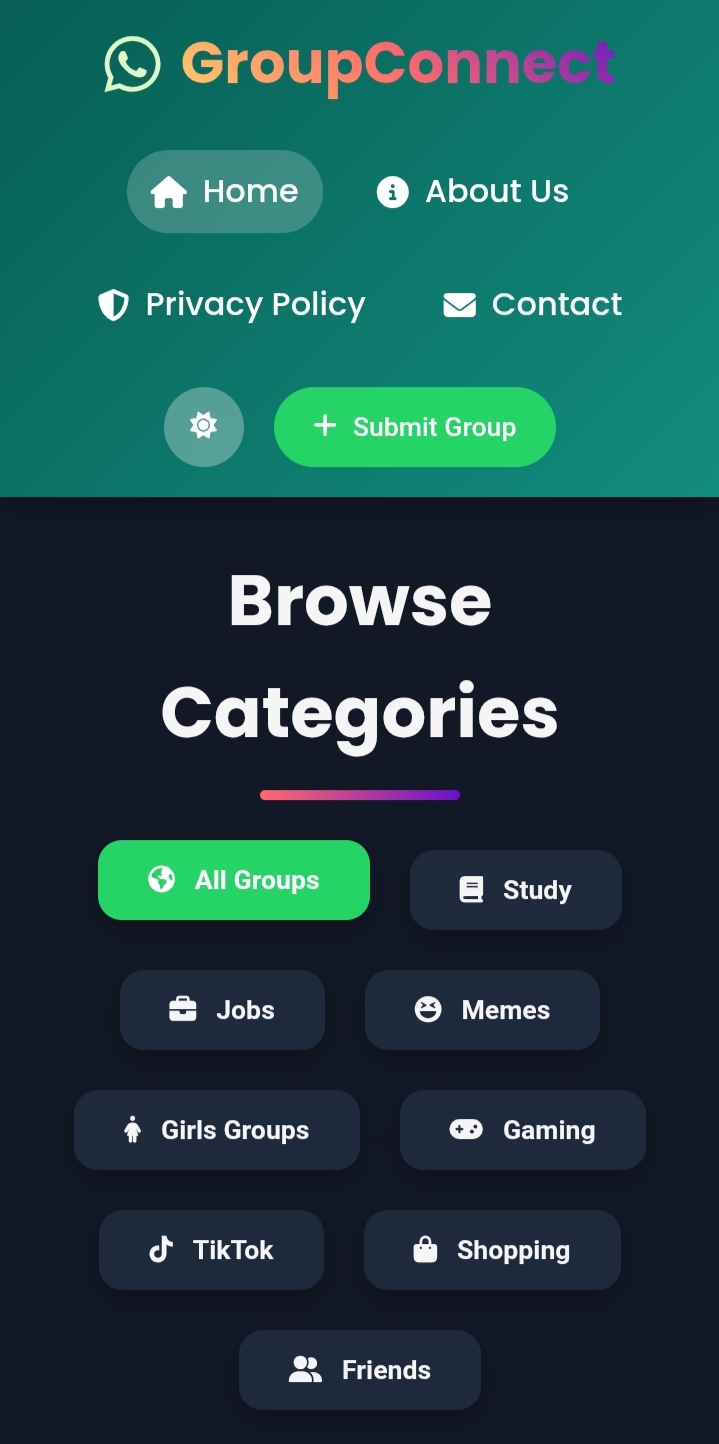 GroupConnect
Home
About Us
Privacy Policy
Contact
Submit Group
Browse
Categories
All Groups
Study
Jobs
Memes
Girls Groups
Gaming
TikTok
Shopping
Friends